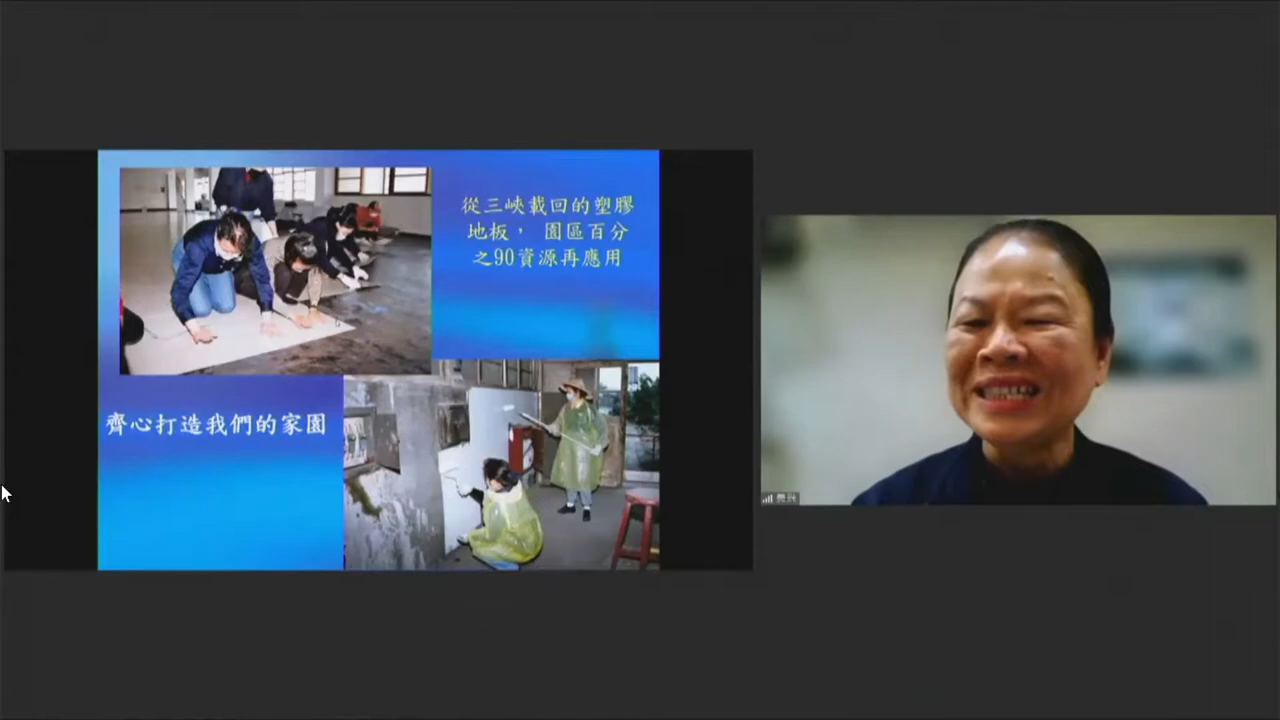 從三峽載回的塑膠
地板， 園區百分
之90資源再應用
齊心打造我們的家園